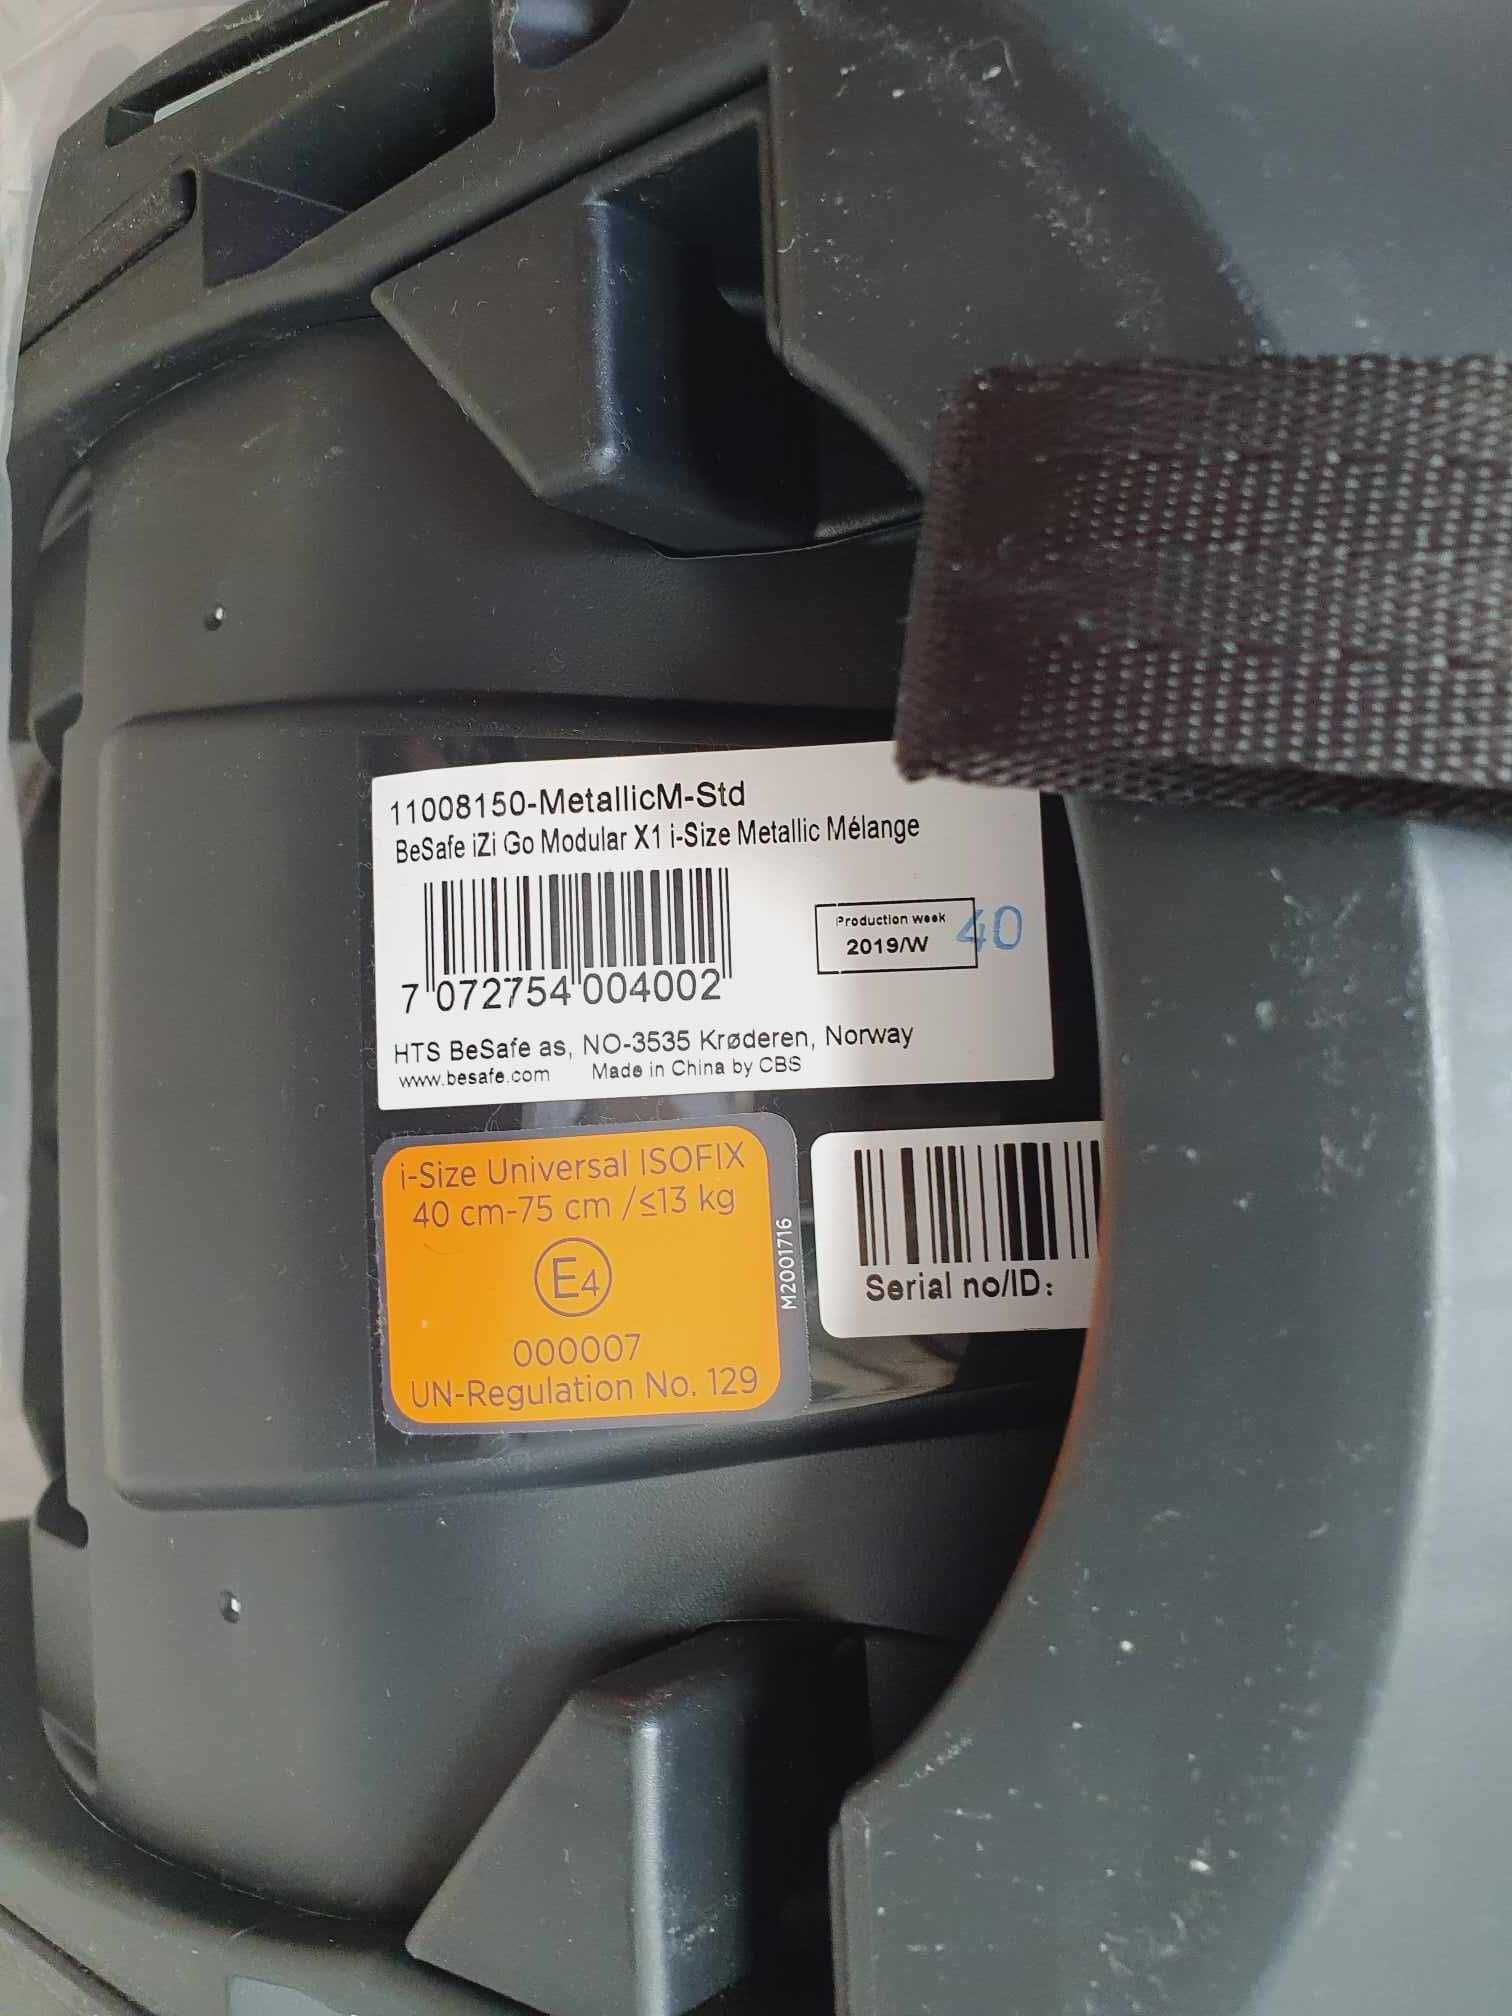 11008150-MetallicM-Std
BeSafe iZi Go Modular X1 i-Size Metallic Mélange
Production week
2019/W 40
7 072754 004002
HTS BeSafe as, NO-3535 Krøderen, Norway
www.besafe.com Made in China by CBS
i-Size Universal ISOFIX
40 cm-75 cm /≤13 kg
E4
000007
UN-Regulation No. 129
M2001716
Serial no/ID: